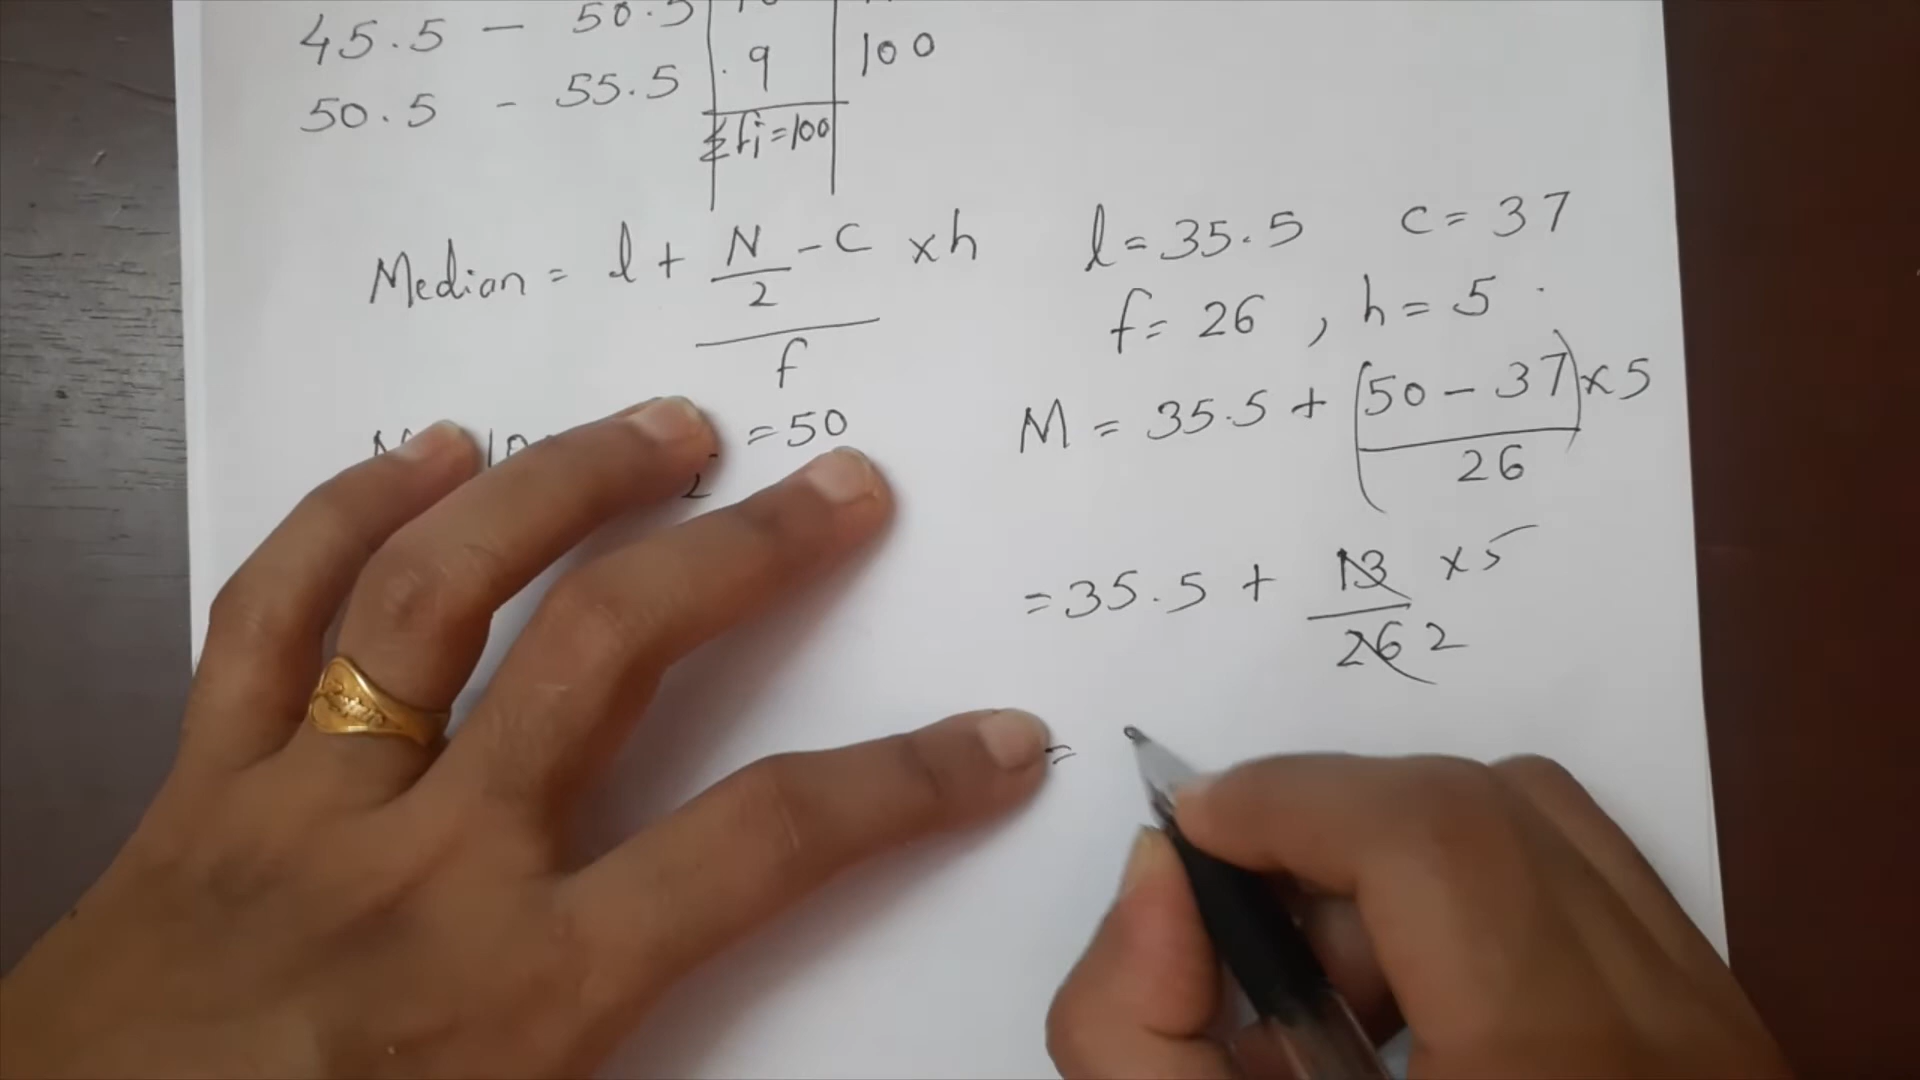 45.5 - 50.5
50.5 - 55.5 9 100
Σfi=100
Median = l + N/2 - C / f x h
= 50
2
l = 35.5 c = 37
f = 26 , h = 5
M = 35.5 + (50 - 37 / 26) x 5
= 35.5 + 13/26 2 x 5
=